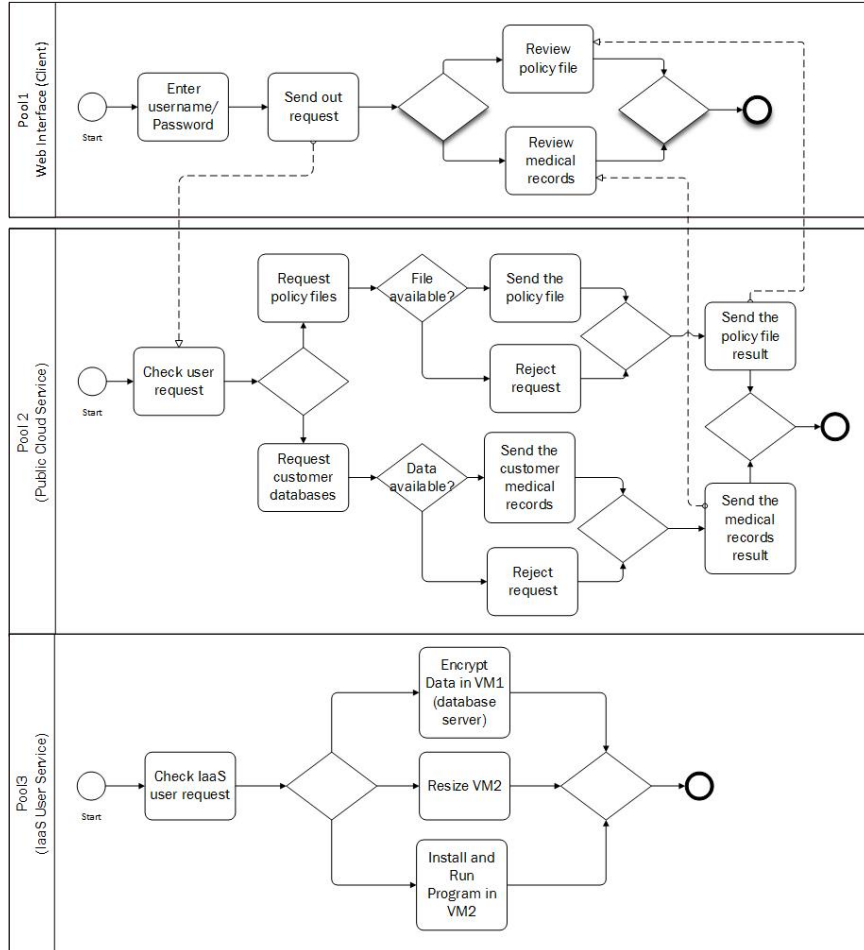 Pool1
Web Interface (Client)
Start
Enter
username/
Password
Send out
request
Review
policy file
Review
medical
records
Pool 2
(Public Cloud Service)
Start
Check user
request
Request
policy files
File
available?
Send the
policy file
Reject
request
Send the
policy file
result
Request
customer
databases
Data
available?
Send the
customer
medical
records
Reject
request
Send the
medical
records
result
Pool3
(IaaS User Service)
Start
Check IaaS
user request
Encrypt
Data in VM1
(database
server)
Resize VM2
Install and
Run
Program in
VM2